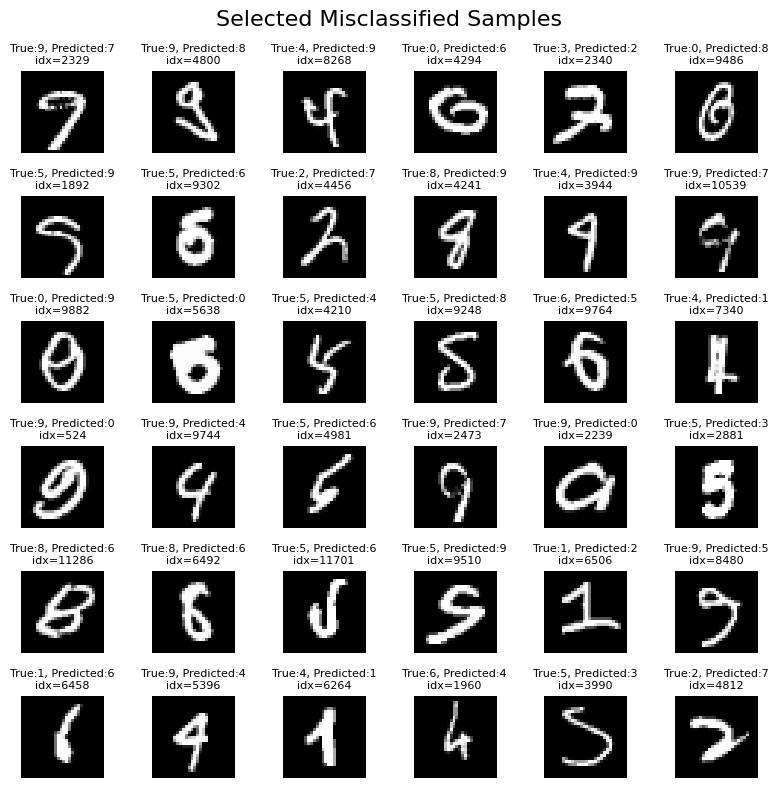 Selected Misclassified Samples
True:9, Predicted:7 True:9, Predicted:8 True:4, Predicted:9 True:0, Predicted:6 True:3, Predicted:2 True:0, Predicted:8
idx=2329 idx=4800 idx=8268 idx=4294 idx=2340 idx=9486
True:5, Predicted:9 True:5, Predicted:6 True:2, Predicted:7 True:8, Predicted:9 True:4, Predicted:9 True:9, Predicted:7
idx=1892 idx=9302 idx=4456 idx=4241 idx=3944 idx=10539
True:0, Predicted:9 True:5, Predicted:0 True:5, Predicted:4 True:5, Predicted:8 True:6, Predicted:5 True:4, Predicted:1
idx=9882 idx=5638 idx=4210 idx=9248 idx=9764 idx=7340
True:9, Predicted:0 True:9, Predicted:4 True:5, Predicted:6 True:9, Predicted:7 True:9, Predicted:0 True:5, Predicted:3
idx=524 idx=9744 idx=4981 idx=2473 idx=2239 idx=2881
True:8, Predicted:6 True:8, Predicted:6 True:5, Predicted:6 True:5, Predicted:9 True:1, Predicted:2 True:9, Predicted:5
idx=11286 idx=6492 idx=11701 idx=9510 idx=6506 idx=8480
True:1, Predicted:6 True:9, Predicted:4 True:4, Predicted:1 True:6, Predicted:4 True:5, Predicted:3 True:2, Predicted:7
idx=6458 idx=5396 idx=6264 idx=1960 idx=3990 idx=4812